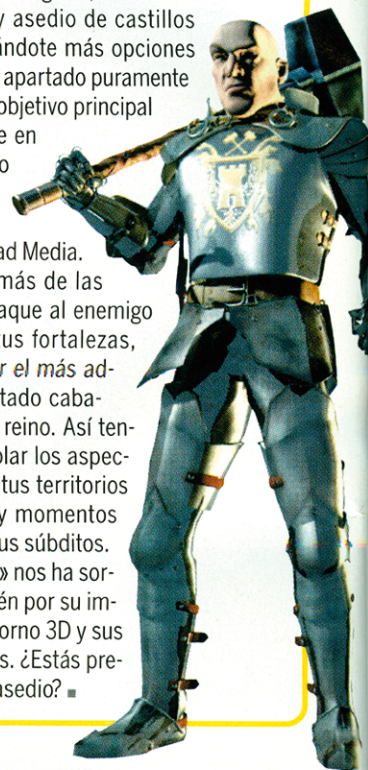 y asedio de castillos
ándote más opciones
apartado puramente
objetivo principal
e en
o
ad Media.
más de las
aque al enemigo
tus fortalezas,
r el más ad-
tado caba-
reino. Así ten-
olar los aspec-
tus territorios
y momentos
us súbditos.
» nos ha sor-
én por su im-
orno 3D y sus
s. ¿Estás pre-
asedio? ■